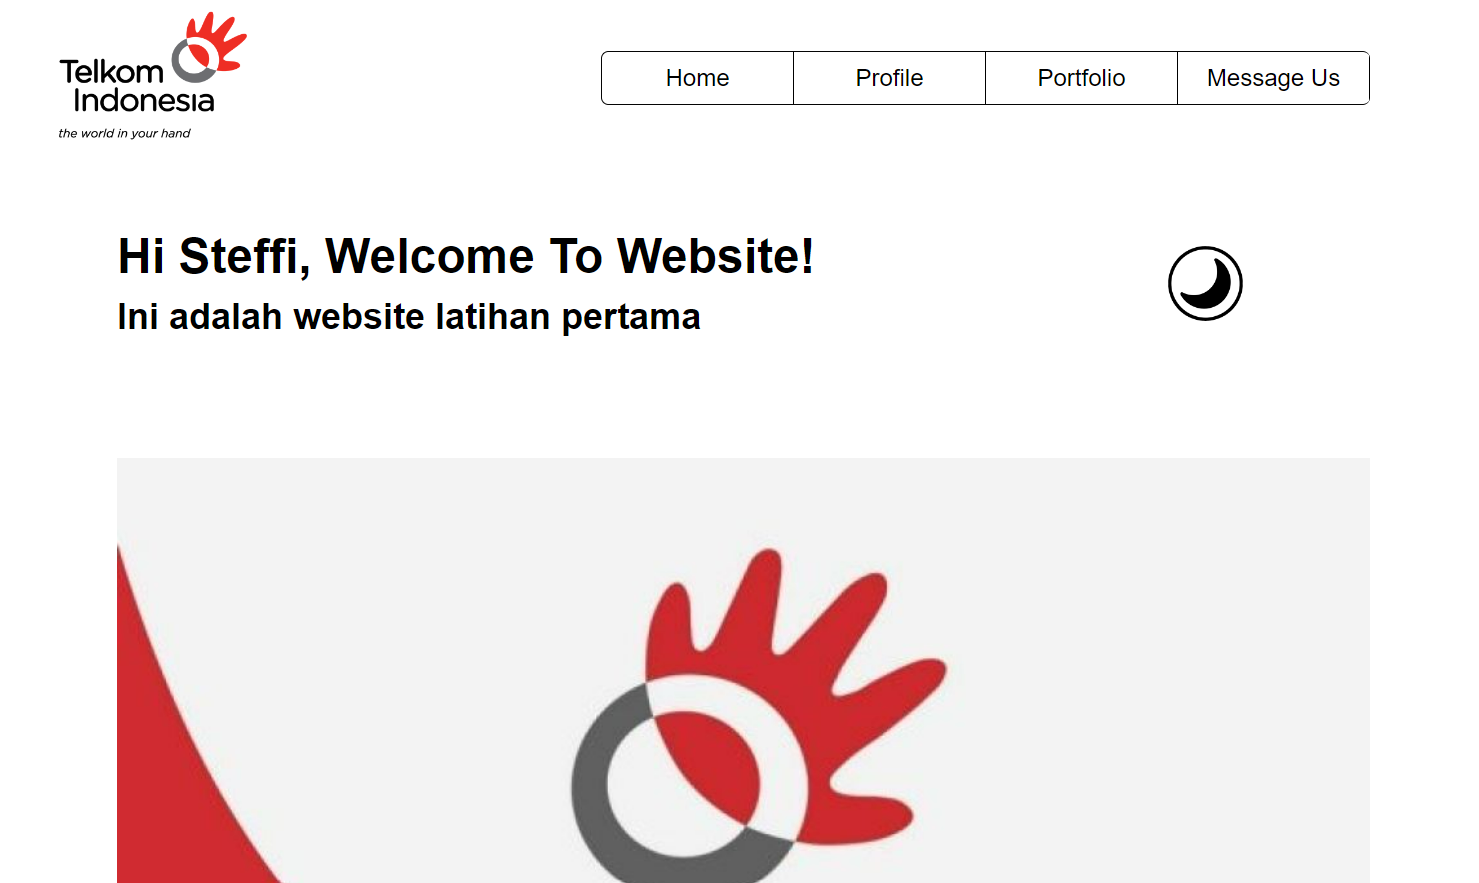 Telkom
Indonesia
the world in your hand
Home
Profile
Portfolio
Message Us
Hi Steffi, Welcome To Website!
Ini adalah website latihan pertama